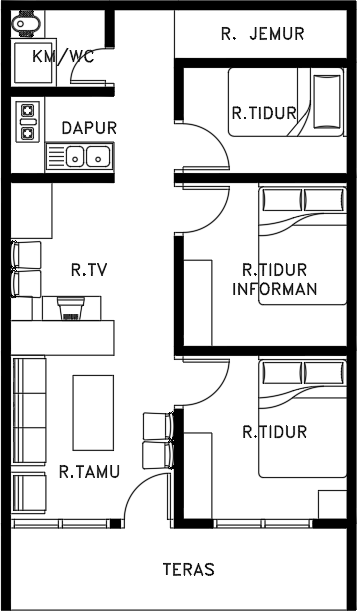 R. JEMUR
KM/WC
R.TIDUR
DAPUR
R.TV
R.TIDUR
INFORMAN
R.TIDUR
R.TAMU
TERAS